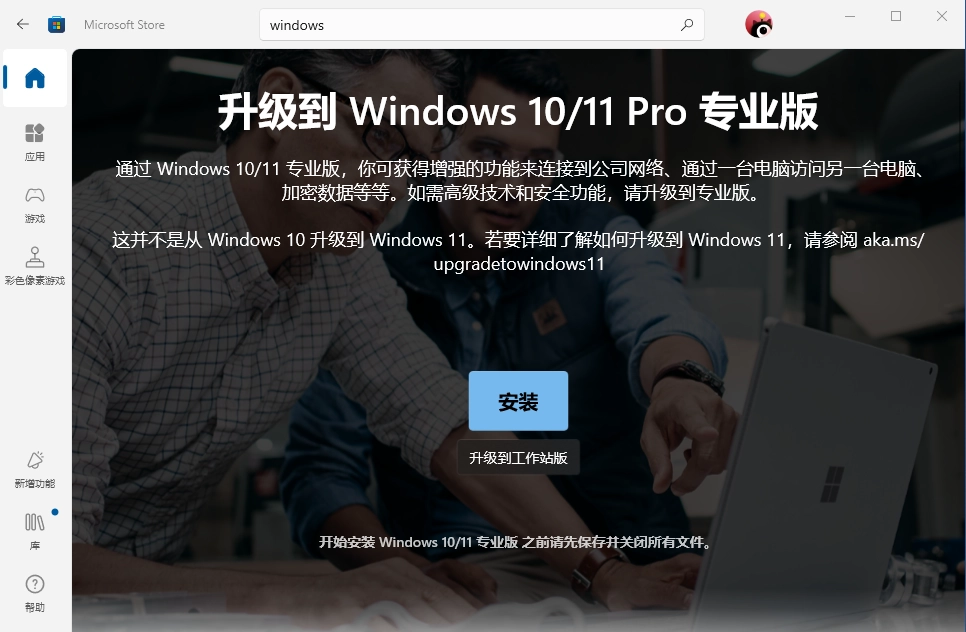 Microsoft Store
windows
应用
游戏
彩色像素游戏
新增功能
库
帮助
升级到 Windows 10/11 Pro 专业版
通过 Windows 10/11 专业版，你可获得增强的功能来连接到公司网络、通过一台电脑访问另一台电脑、
加密数据等等。如需高级技术和安全功能，请升级到专业版。
这并不是从 Windows 10 升级到 Windows 11。若要详细了解如何升级到 Windows 11，请参阅 aka.ms/
upgradetowindows11
安装
升级到工作站版
开始安装 Windows 10/11 专业版 之前请先保存并关闭所有文件。